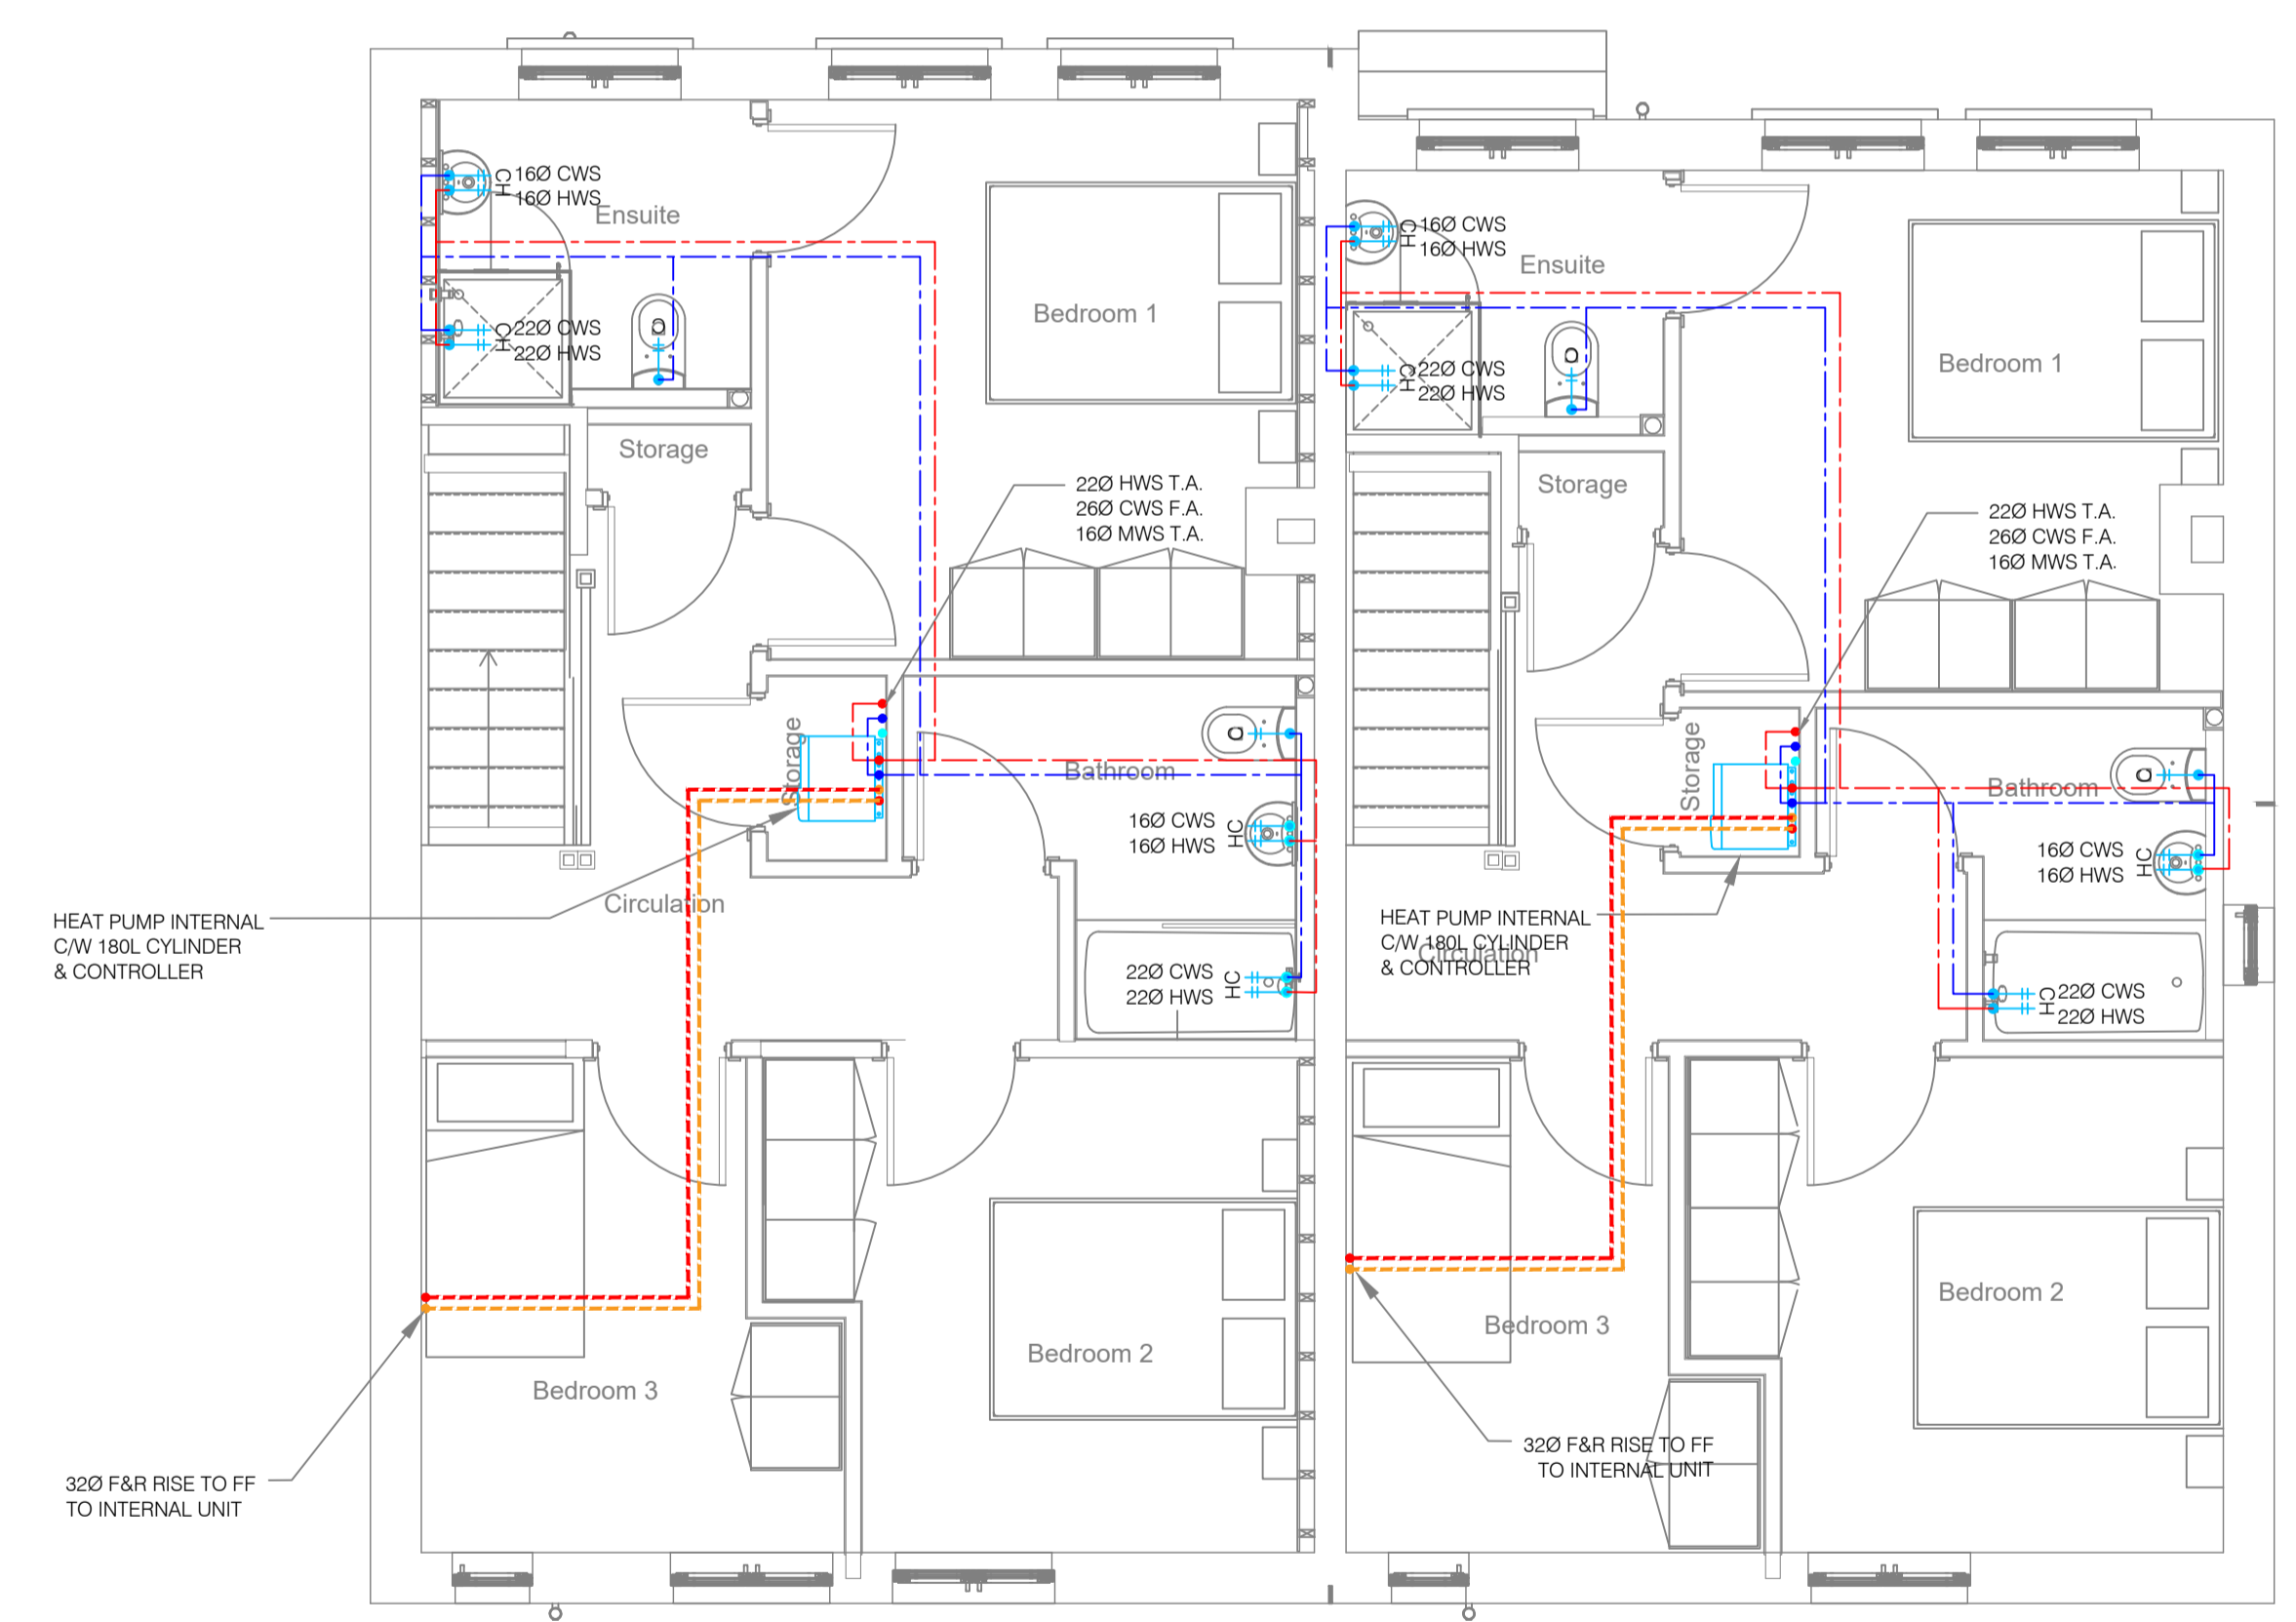 16Ø CWS
16Ø HWS
C
H
Ensuite
22Ø CWS
22Ø HWS
C
H
Bedroom 1
Storage
22Ø HWS T.A.
26Ø CWS F.A.
16Ø MWS T.A.
Storage
Bathroom
16Ø CWS
16Ø HWS
HC
Circulation
HEAT PUMP INTERNAL
C/W 180L CYLINDER
& CONTROLLER
22Ø CWS
22Ø HWS
HC
Bedroom 2
Bedroom 3
32Ø F&R RISE TO FF
TO INTERNAL UNIT
16Ø CWS
16Ø HWS
C
H
Ensuite
22Ø CWS
22Ø HWS
C
H
Bedroom 1
Storage
22Ø HWS T.A.
26Ø CWS F.A.
16Ø MWS T.A.
Storage
Bathroom
16Ø CWS
16Ø HWS
HC
HEAT PUMP INTERNAL
C/W 180L CYLINDER
Circulation
& CONTROLLER
22Ø CWS
22Ø HWS
CH
Bedroom 2
Bedroom 3
32Ø F&R RISE TO FF
TO INTERNAL UNIT